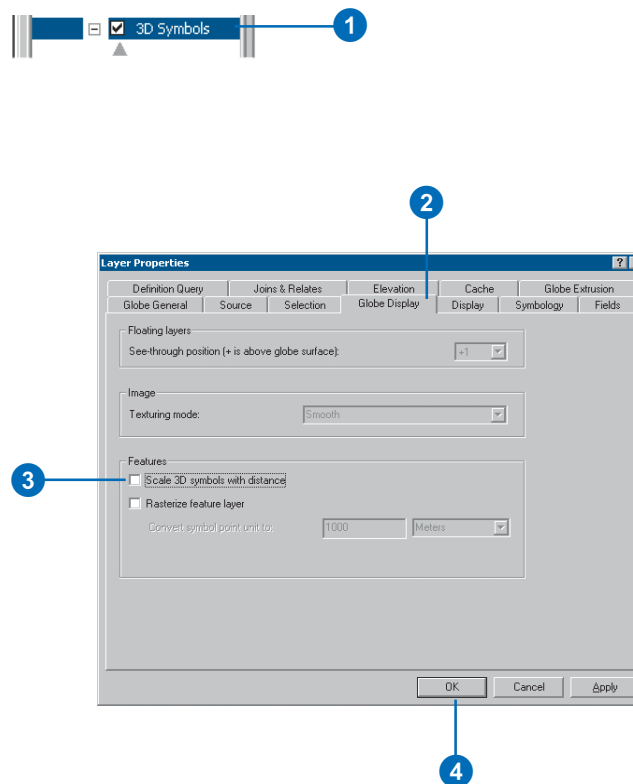 3D Symbols
1
2
Layer Properties
?
Definition Query Joins & Relates Elevation Cache Globe Extrusion
Globe General Source Selection Globe Display Display Symbology Fields
Floating layers
See-through position (+ is above globe surface): +1
Image
Texturing mode: Smooth
Features
3
Scale 3D symbols with distance
Rasterize feature layer
Convert symbol point unit to: 1000 Meters
OK Cancel Apply
4